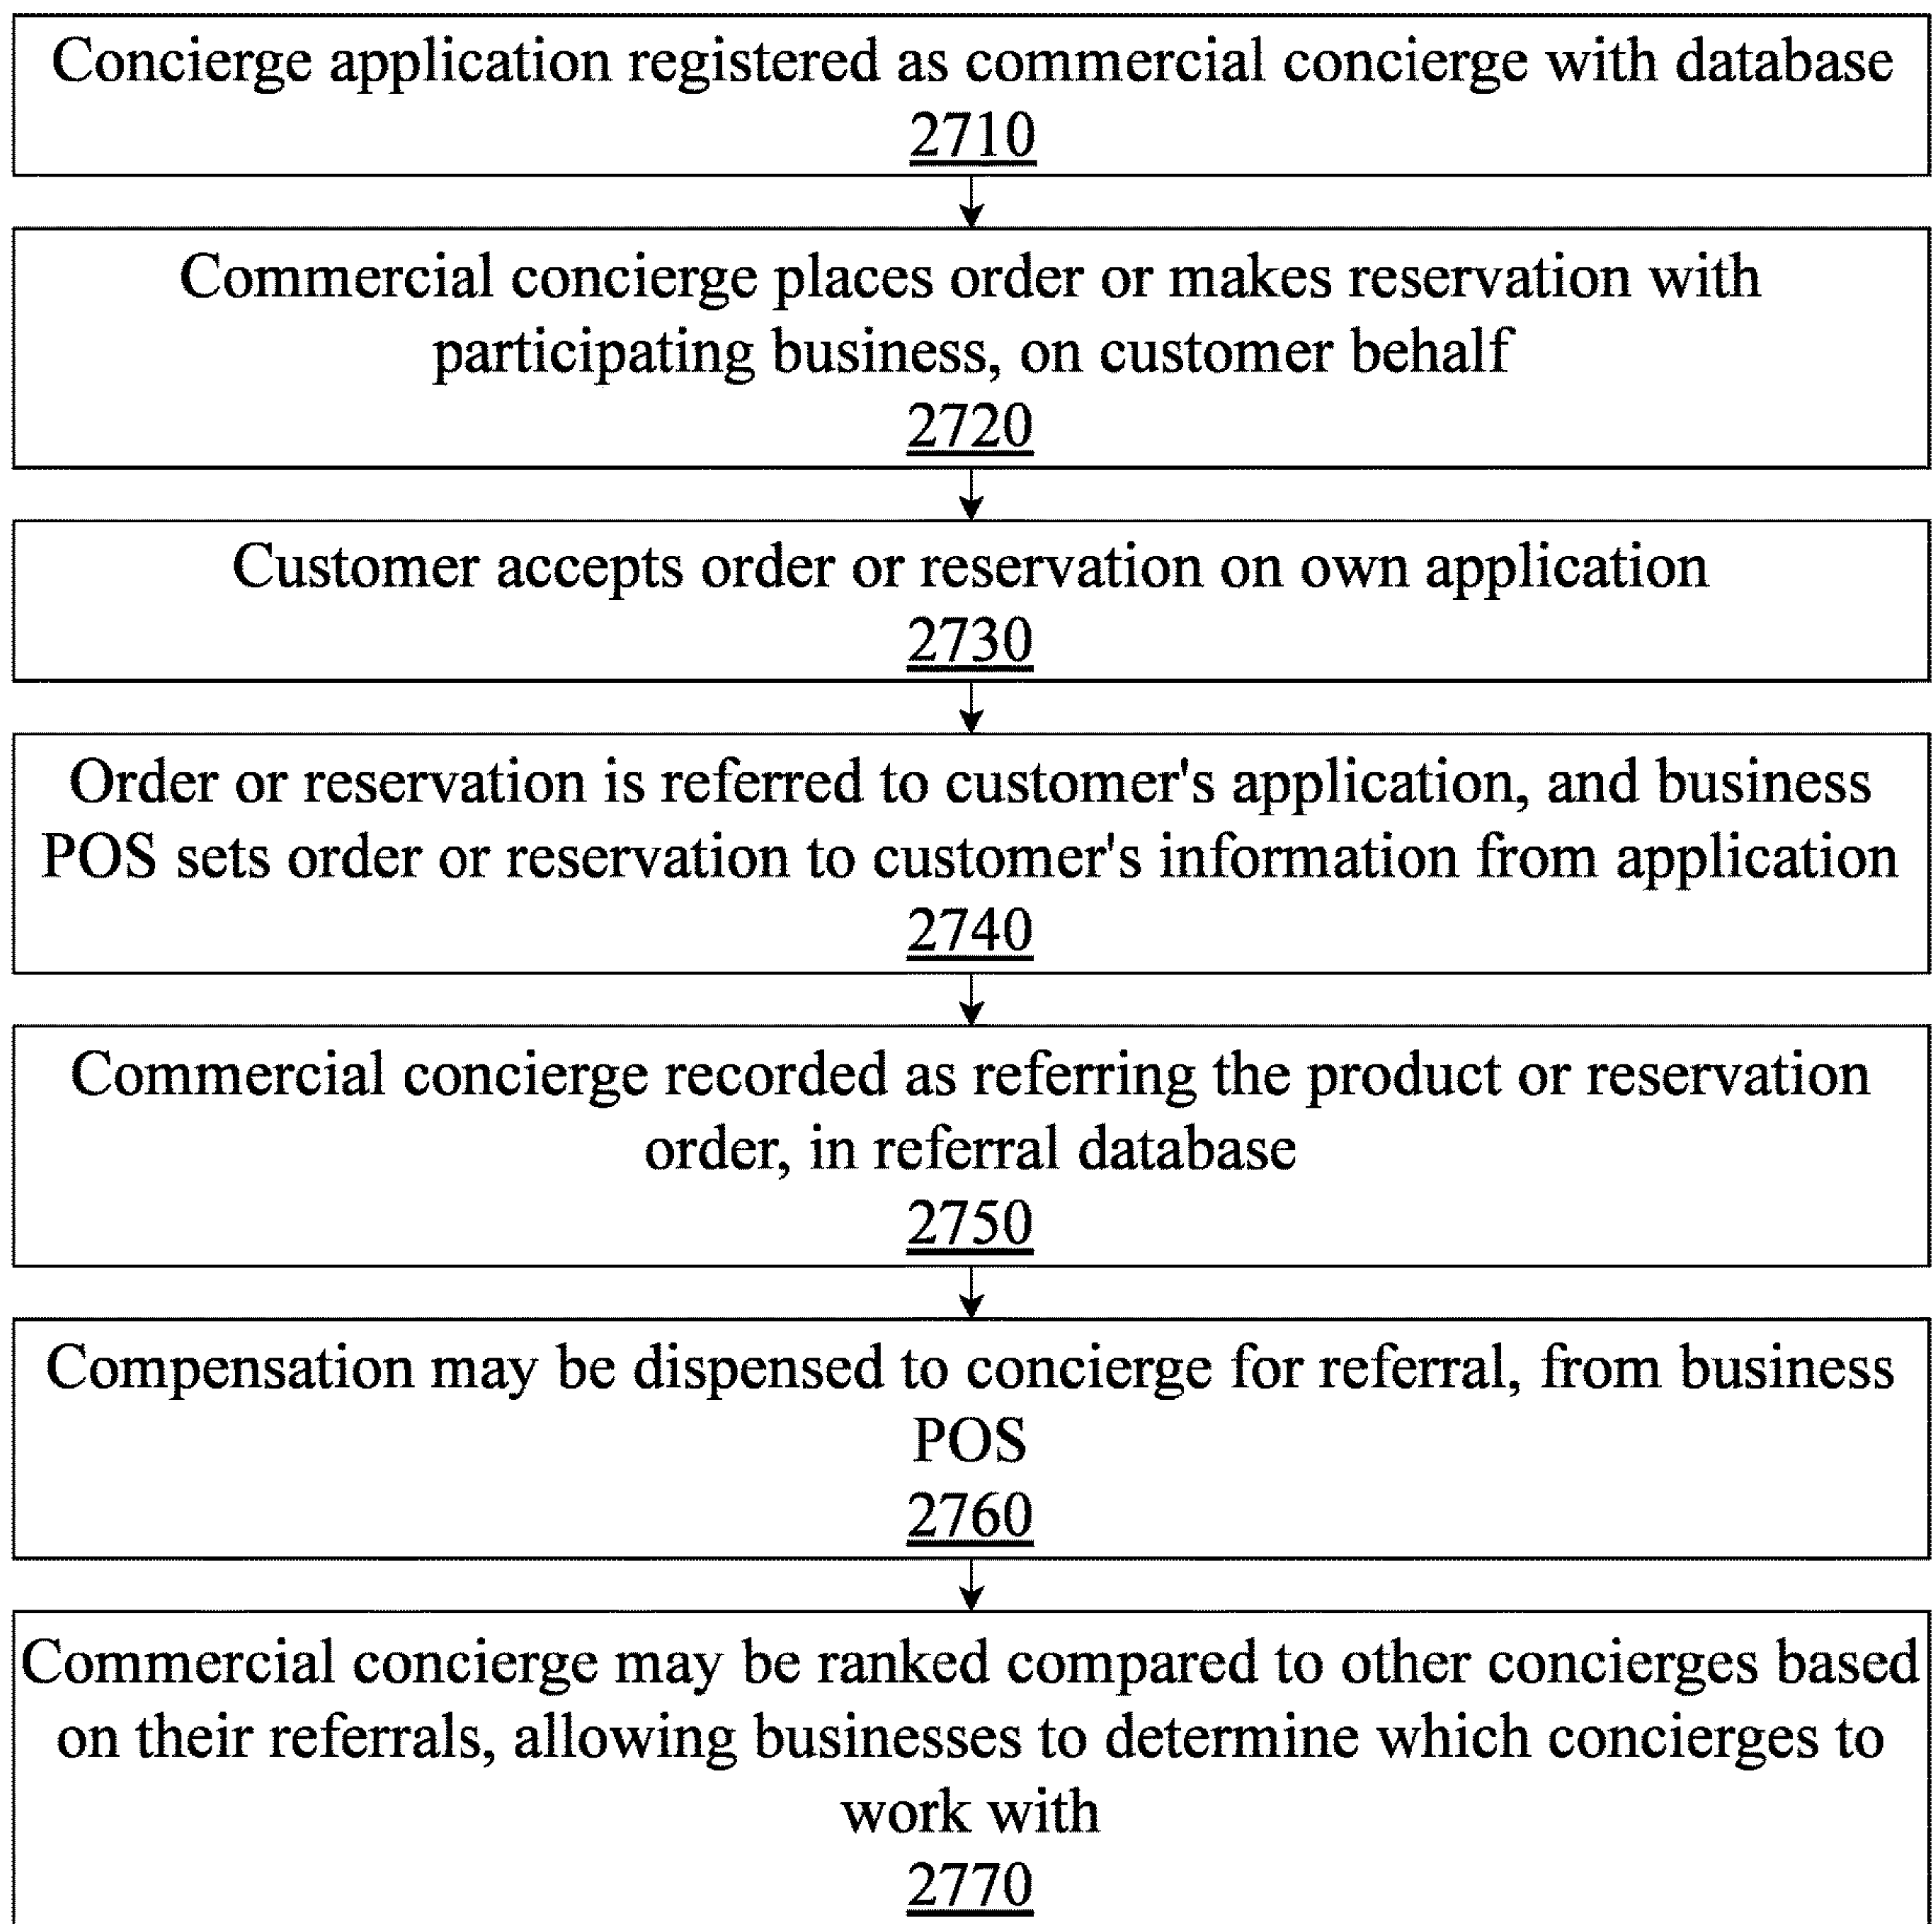 Concierge application registered as commercial concierge with database
2710
Commercial concierge places order or makes reservation with
participating business, on customer behalf
2720
Customer accepts order or reservation on own application
2730
Order or reservation is referred to customer's application, and business
POS sets order or reservation to customer's information from application
2740
Commercial concierge recorded as referring the product or reservation
order, in referral database
2750
Compensation may be dispensed to concierge for referral, from business
POS
2760
Commercial concierge may be ranked compared to other concierges based
on their referrals, allowing businesses to determine which concierges to
work with
2770